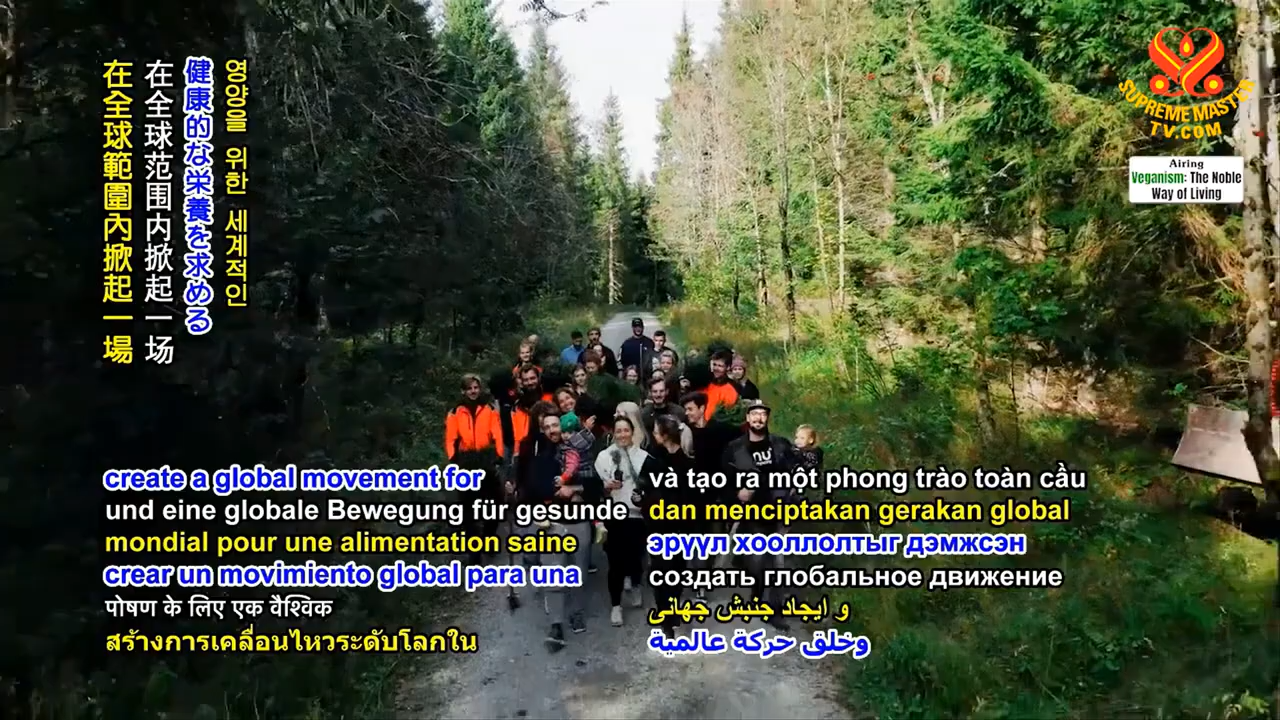 在全球範圍內掀起一場
在全球范围内掀起一场
健康的な栄養を求める
영양을 위한 세계적인
SUPREME MASTER
TV.COM
Airing
Veganism: The Noble
Way of Living
nu
create a global movement for
und eine globale Bewegung für gesunde
mondial pour une alimentation saine
crear un movimiento global para una
पोषण के लिए एक वैश्विक
สร้างการเคลื่อนไหวระดับโลกใน
và tạo ra một phong trào toàn cầu
dan menciptakan gerakan global
эрүүл хооллолтыг дэмжсэн
создать глобальное движение
و ایجاد جنبش جهانی
وخلق حركة عالمية